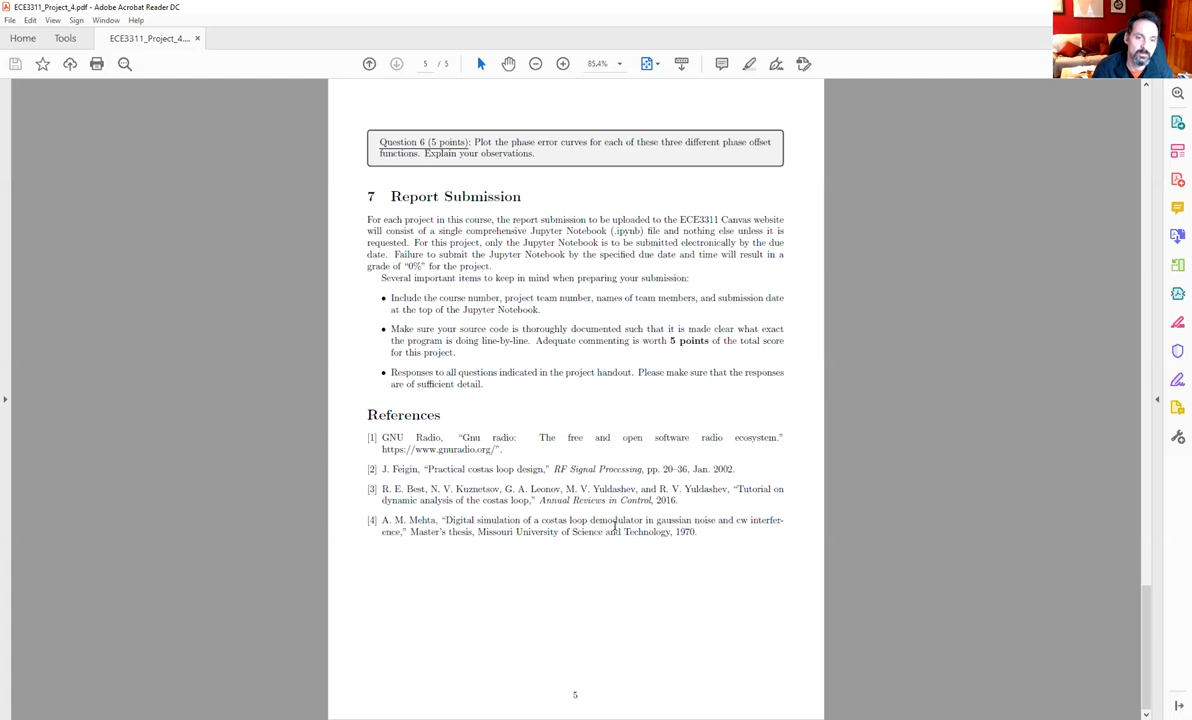 ECE3311_Project_4.pdf - Adobe Acrobat Reader DC
File Edit View Sign Window Help
Home Tools ECE3311_Project_4.... ×
5 / 5 85.4%
Question 6 (5 points): Plot the phase error curves for each of these three different phase offset
functions. Explain your observations.
7 Report Submission
For each project in this course, the report submission to be uploaded to the ECE3311 Canvas website
will consist of a single comprehensive Jupyter Notebook (.ipynb) file and nothing else unless it is
requested. For this project, only the Jupyter Notebook is to be submitted electronically by the due
date. Failure to submit the Jupyter Notebook by the specified due date and time will result in a
grade of “0%” for the project.
Several important items to keep in mind when preparing your submission:
• Include the course number, project team number, names of team members, and submission date
at the top of the Jupyter Notebook.
• Make sure your source code is thoroughly documented such that it is made clear what exact
the program is doing line-by-line. Adequate commenting is worth 5 points of the total score
for this project.
• Responses to all questions indicated in the project handout. Please make sure that the responses
are of sufficient detail.
References
[1] GNU Radio, “Gnu radio: The free and open software radio ecosystem.”
https://www.gnuradio.org/”.
[2] J. Feigin, “Practical costas loop design,” RF Signal Processing, pp. 20–36, Jan. 2002.
[3] R. E. Best, N. V. Kuznetsov, G. A. Leonov, M. V. Yuldashev, and R. V. Yuldashev, “Tutorial on
dynamic analysis of the costas loop,” Annual Reviews in Control, 2016.
[4] A. M. Mehta, “Digital simulation of a costas loop demodulator in gaussian noise and cw interfer-
ence,” Master’s thesis, Missouri University of Science and Technology, 1970.
5